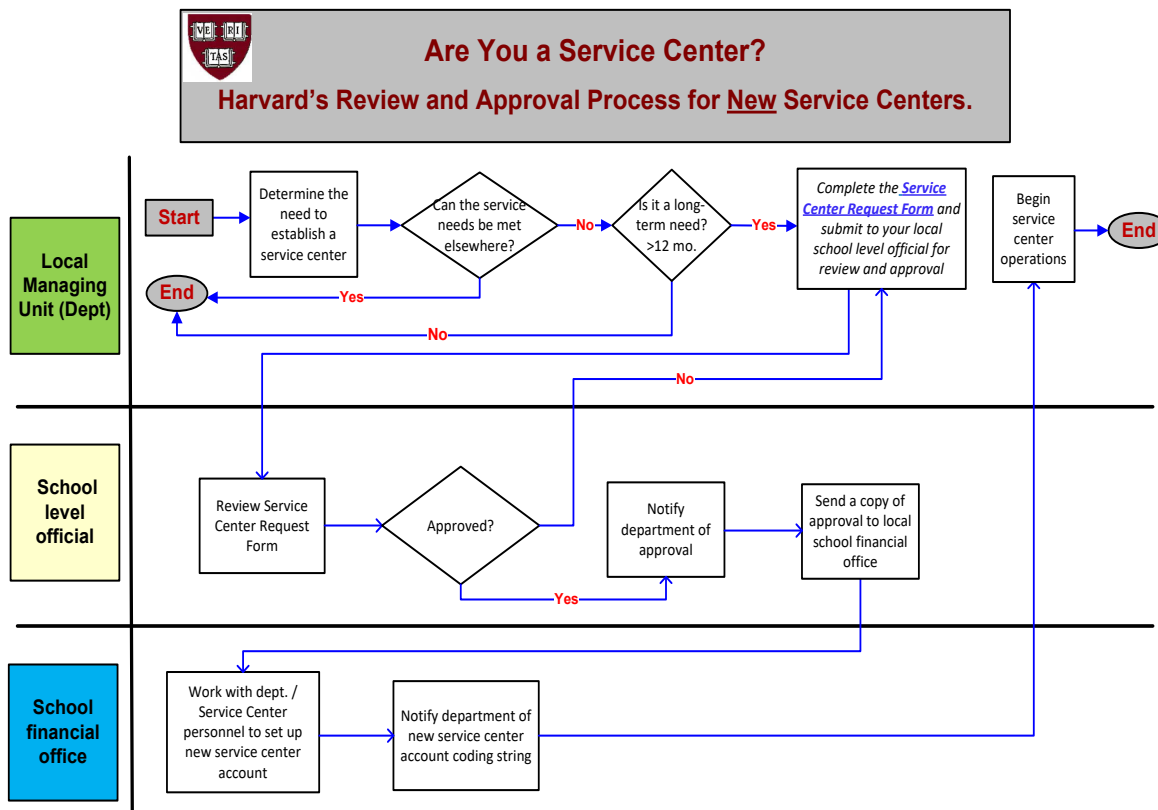 VE RI
TAS
Are You a Service Center?
Harvard's Review and Approval Process for New Service Centers.
Local
Managing
Unit (Dept)
Start
Determine the
need to
establish a
service center
Can the service
needs be met
elsewhere?
No
Is it a long-
term need?
>12 mo.
Yes
Complete the Service
Center Request Form and
submit to your local
school level official for
review and approval
Begin
service
center
operations
End
End
Yes
No
No
School
level
official
Review Service
Center Request
Form
Approved?
Yes
Notify
department of
approval
Send a copy of
approval to local
school financial
office
School
financial
office
Work with dept. /
Service Center
personnel to set up
new service center
account
Notify department of
new service center
account coding string